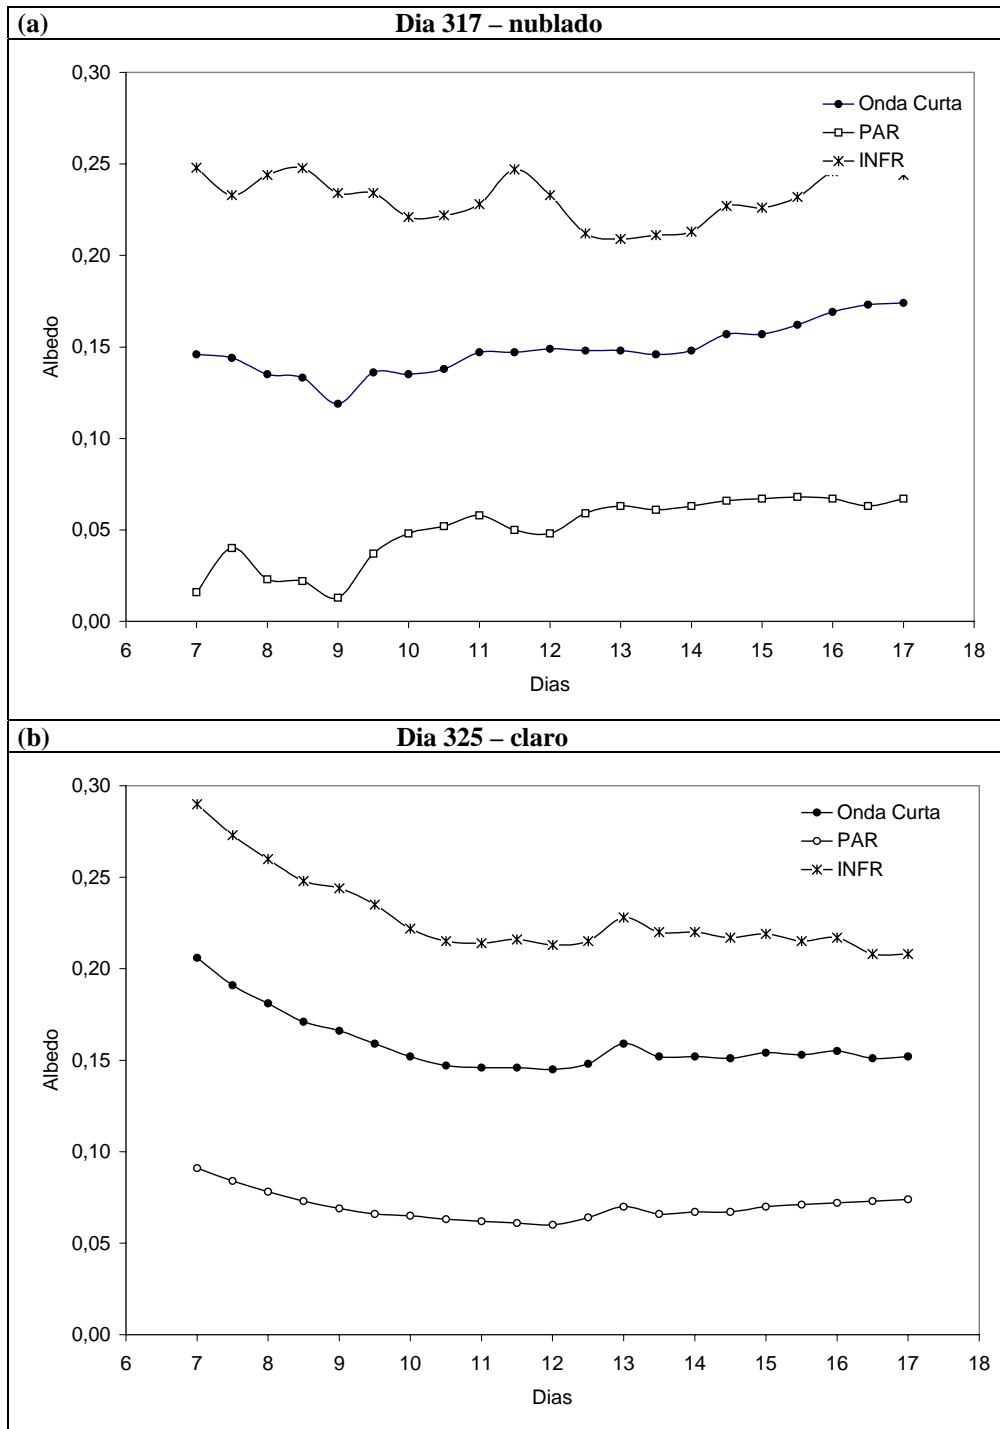 (a) Dia 317 – nublado
0,30
Onda Curta
PAR
0,25
INFR
0,20
0,15
Albedo
0,10
0,05
0,00
6 7 8 9 10 11 12 13 14 15 16 17 18
Dias
(b) Dia 325 – claro
0,30
Onda Curta
PAR
0,25
INFR
0,20
0,15
Albedo
0,10
0,05
0,00
6 7 8 9 10 11 12 13 14 15 16 17 18
Dias